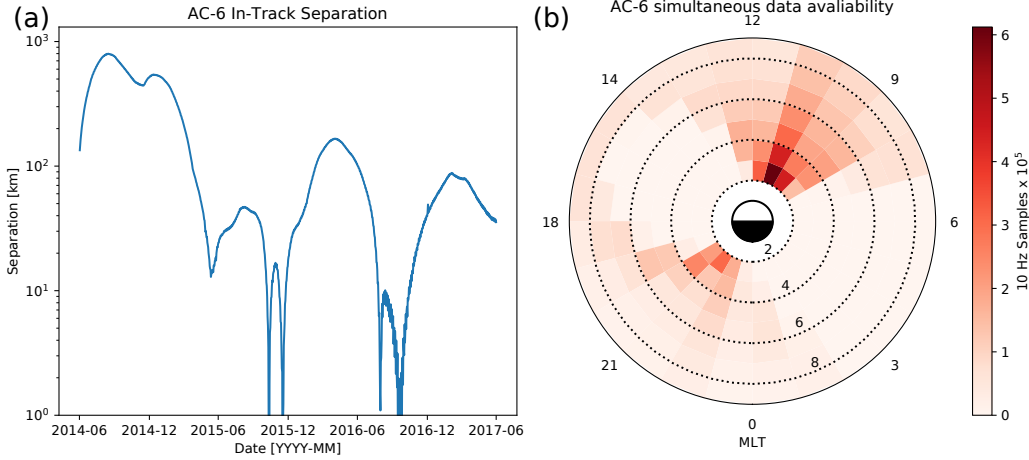 (a)
AC-6 In-Track Separation
10³
10²
10¹
10⁰
Separation [km]
2014-06 2014-12 2015-06 2015-12 2016-06 2016-12 2017-06
Date [YYYY-MM]
(b)
AC-6 simultaneous data avaliability
12
14
9
18
6
21
3
0
2
4
6
8
MLT
6
5
4
3
2
1
0
10 Hz Samples x 10⁵